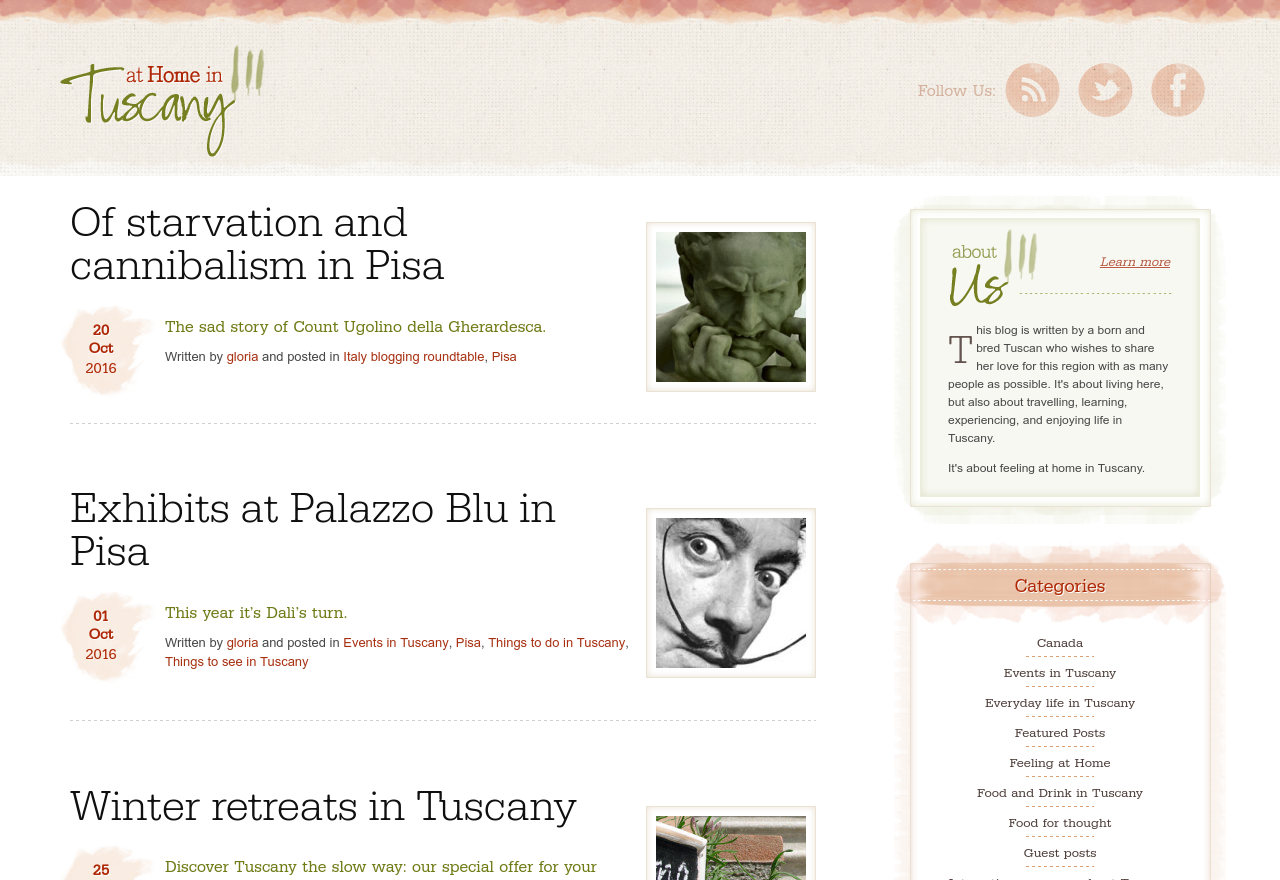 at Home in
Tuscany
Follow Us:
Of starvation and
cannibalism in Pisa
20
Oct
2016
The sad story of Count Ugolino della Gherardesca.
Written by gloria and posted in Italy blogging roundtable, Pisa
Exhibits at Palazzo Blu in
Pisa
01
Oct
2016
This year it's Dalì's turn.
Written by gloria and posted in Events in Tuscany, Pisa, Things to do in Tuscany,
Things to see in Tuscany
Winter retreats in Tuscany
25
Discover Tuscany the slow way: our special offer for your
about
Us
Learn more
This blog is written by a born and
bred Tuscan who wishes to share
her love for this region with as many
people as possible. It's about living here,
but also about travelling, learning,
experiencing, and enjoying life in
Tuscany.
It's about feeling at home in Tuscany.
Categories
Canada
Events in Tuscany
Everyday life in Tuscany
Featured Posts
Feeling at Home
Food and Drink in Tuscany
Food for thought
Guest posts